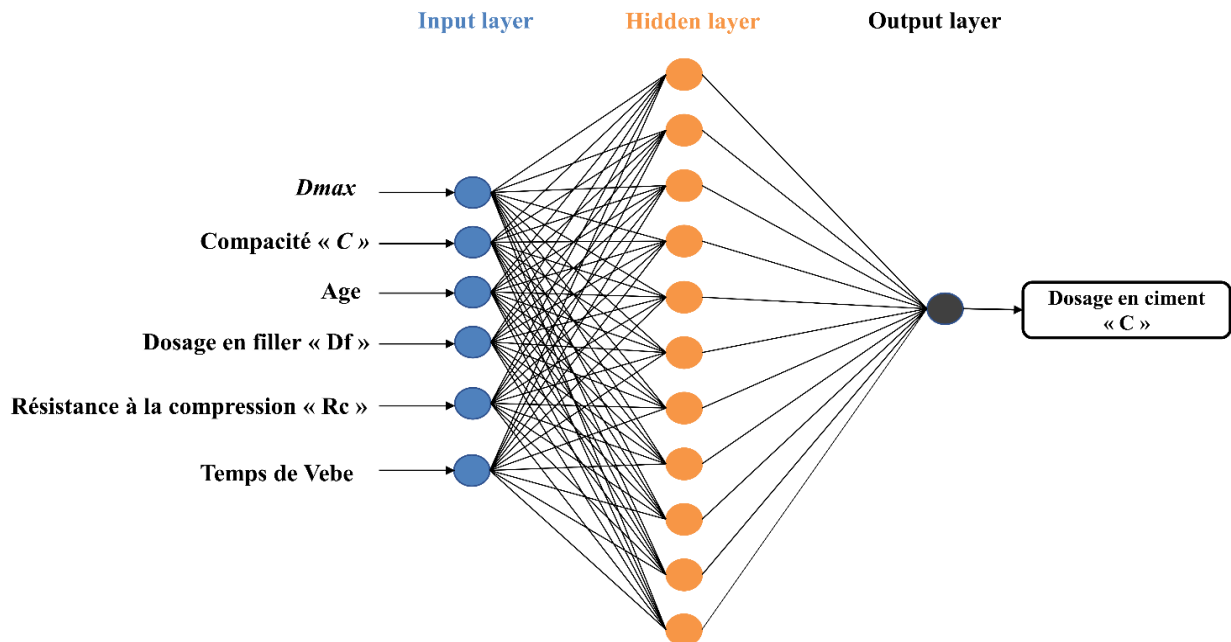 Input layer
Hidden layer
Output layer
Dmax
Compacité « C »
Age
Dosage en filler « Df »
Résistance à la compression « Rc »
Temps de Vebe
Dosage en ciment
« C »